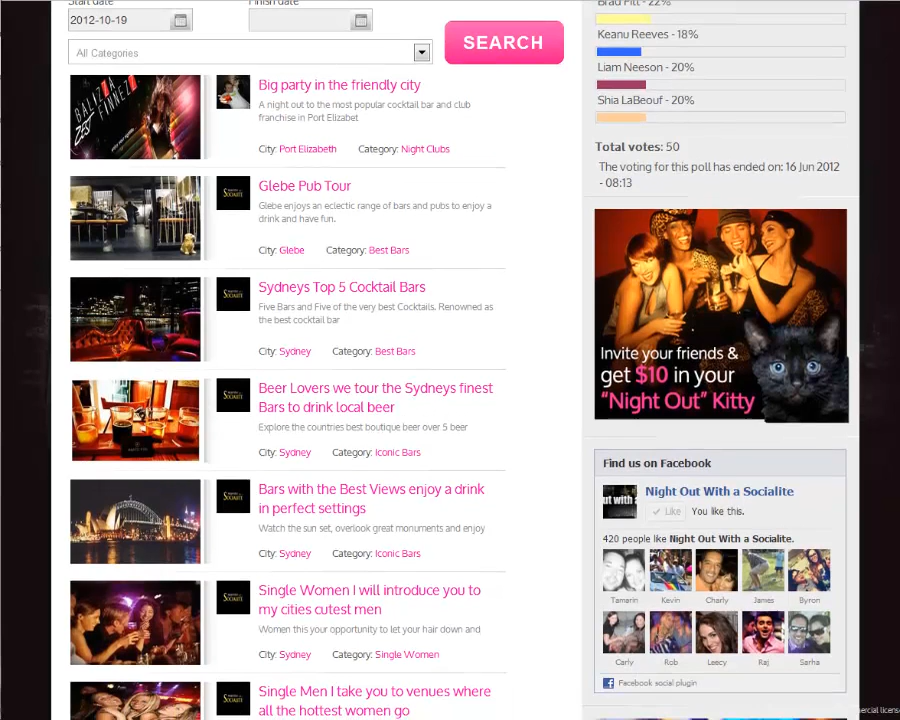 Start date
Finish date
2012-10-19
All Categories
SEARCH
Big party in the friendly city
A night out to the most popular cocktail bar and club
franchise in Port Elizabet
City: Port Elizabeth Category: Night Clubs
SOCIALITE
Glebe Pub Tour
Glebe enjoys an eclectic range of bars and pubs to enjoy a
drink and have fun.
City: Glebe Category: Best Bars
SOCIALITE
Sydneys Top 5 Cocktail Bars
Five Bars and Five of the very best Cocktails. Renowned as
the best cocktail bar
City: Sydney Category: Best Bars
SOCIALITE
Beer Lovers we tour the Sydneys finest
Bars to drink local beer
Explore the countries best boutique beer over 5 beer
City: Sydney Category: Iconic Bars
SOCIALITE
Bars with the Best Views enjoy a drink
in perfect settings
Watch the sun set, overlook great monuments and enjoy
City: Sydney Category: Iconic Bars
SOCIALITE
Single Women I will introduce you to
my cities cutest men
Women this your opportunity to let your hair down and
City: Sydney Category: Single Women
SOCIALITE
Single Men I take you to venues where
all the hottest women go
Brad Pitt - 22%
Keanu Reeves - 18%
Liam Neeson - 20%
Shia LaBeouf - 20%
Total votes: 50
The voting for this poll has ended on: 16 Jun 2012
- 08:13
Invite your friends &
get $10 in your
"Night Out" Kitty
Find us on Facebook
Night Out With a Socialite
Like You like this.
420 people like Night Out With a Socialite.
Tamarin Kevin Charly James Byron
Carly Rob Leecy Raj Sarha
Facebook social plugin